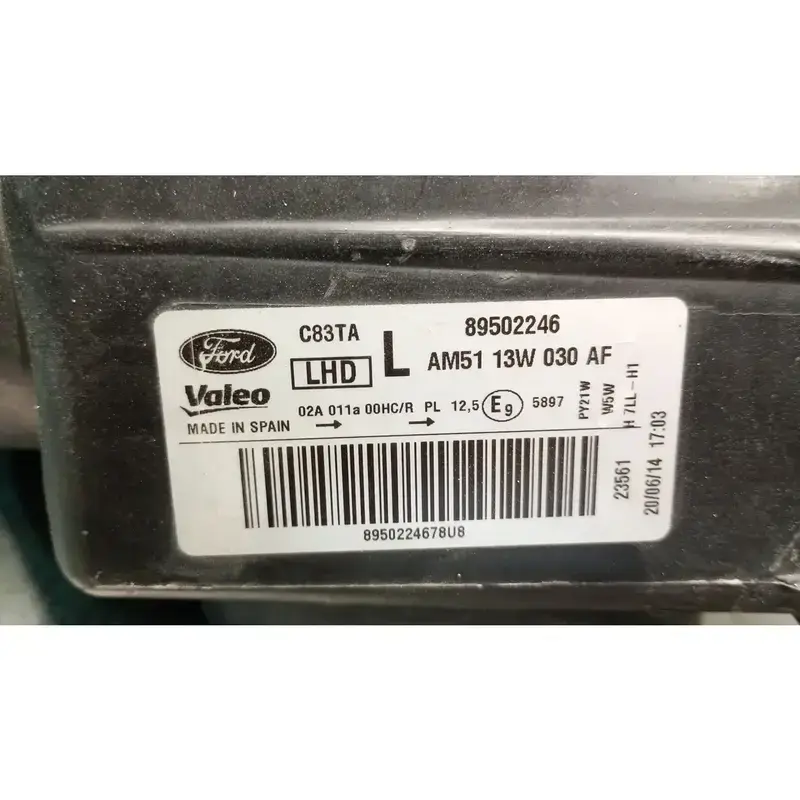 Ford
C83TA
L
89502246
LHD
AM51 13W 030 AF
Valeo
02A 011a 00HC/R PL 12,5 E9 5897
MADE IN SPAIN → →
PY21W
W5W
H 7LL-H1
23561
20/06/14 17:03
8950224678U8